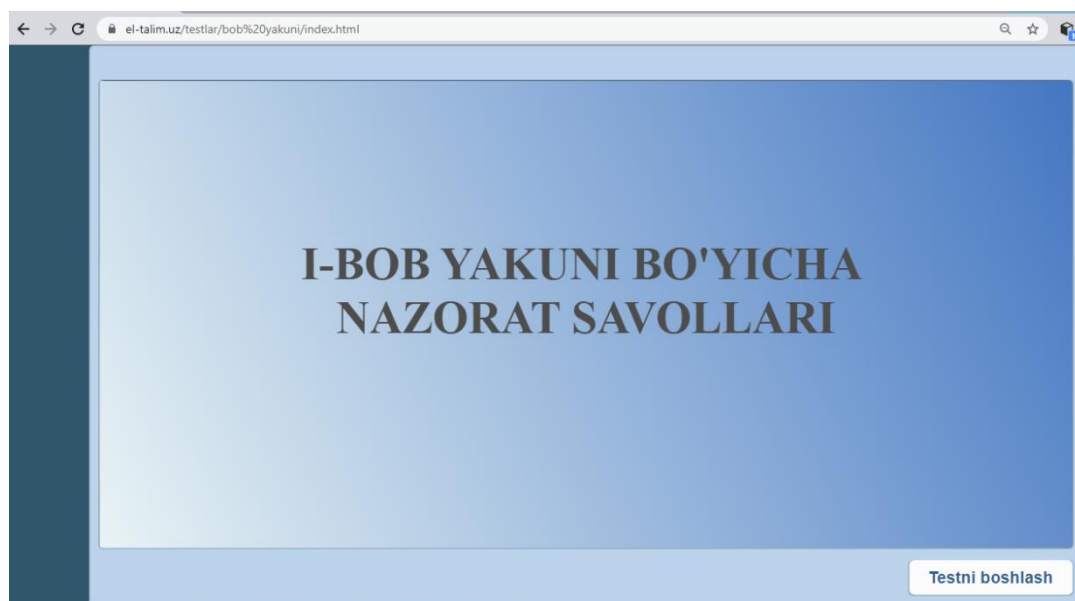 el-talim.uz/testlar/bob%20yakuni/index.html
I-BOB YAKUNI BO'YICHA
NAZORAT SAVOLLARI
Testni boshlash